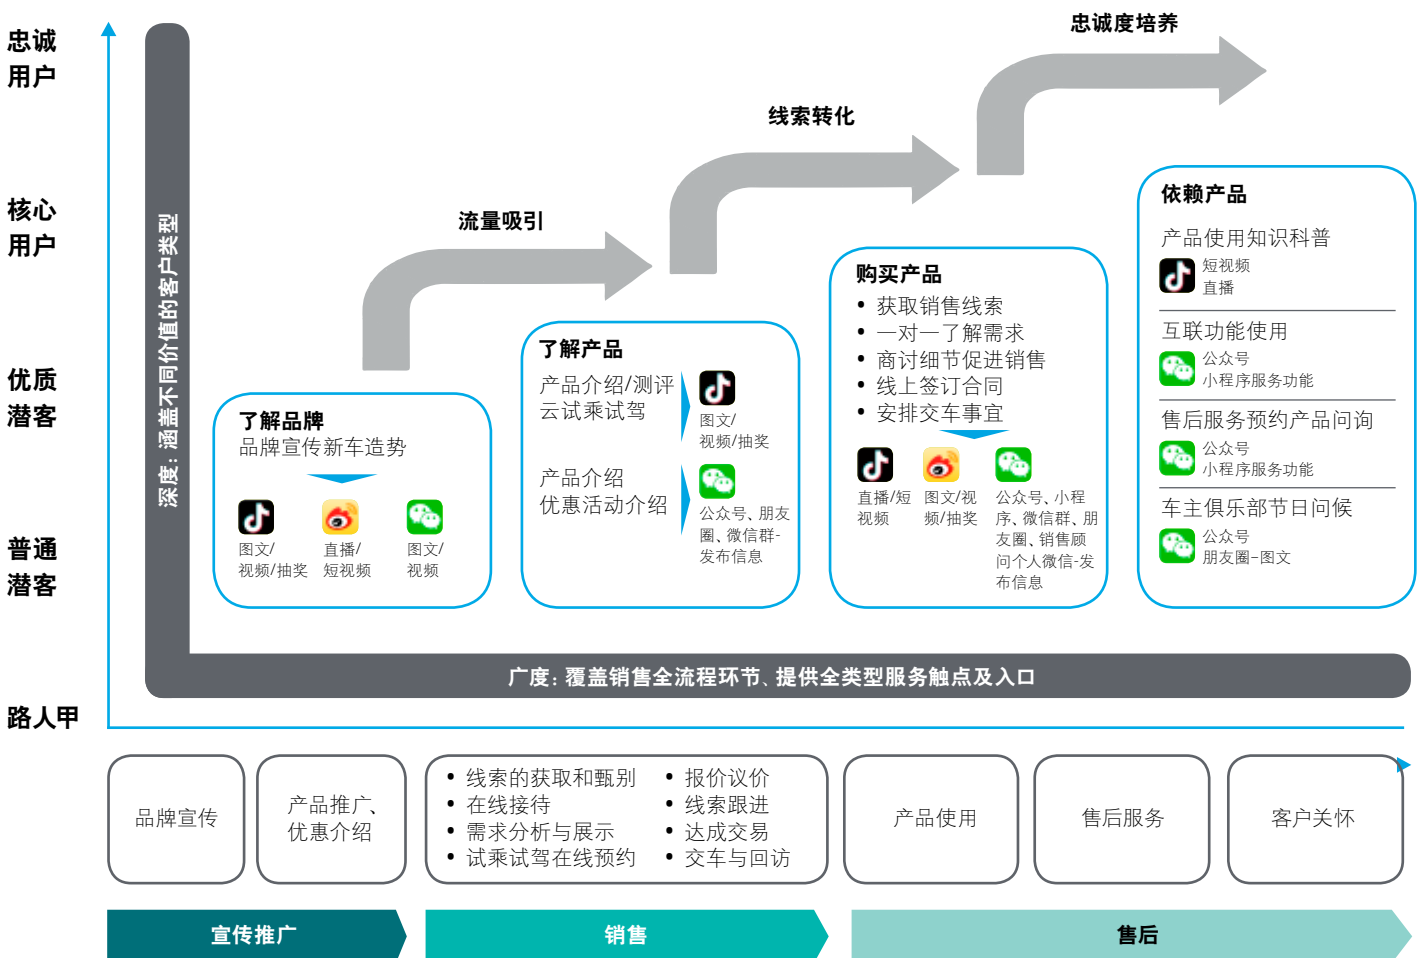 忠诚
用户
核心
用户
优质
潜客
普通
潜客
路人甲
深度：涵盖不同价值的客户类型
广度：覆盖销售全流程环节、提供全类型服务触点及入口
流量吸引
线索转化
忠诚度培养
了解品牌
品牌宣传新车造势
图文/
视频/抽奖
直播/
短视频
图文/
视频
了解产品
产品介绍/测评
云试乘试驾
图文/
视频/抽奖
产品介绍
优惠活动介绍
公众号、朋友
圈、微信群-
发布信息
购买产品
• 获取销售线索
• 一对一了解需求
• 商讨细节促进销售
• 线上签订合同
• 安排交车事宜
直播/短
视频
图文/视
频/抽奖
公众号、小程
序、微信群、朋
友圈、销售顾
问个人微信-发
布信息
依赖产品
产品使用知识科普
短视频
直播
互联功能使用
公众号
小程序服务功能
售后服务预约产品问询
公众号
小程序服务功能
车主俱乐部节日问候
公众号
朋友圈-图文
品牌宣传
产品推广、
优惠介绍
• 线索的获取和甄别
• 在线接待
• 需求分析与展示
• 试乘试驾在线预约
• 报价议价
• 线索跟进
• 达成交易
• 交车与回访
产品使用
售后服务
客户关怀
宣传推广
销售
售后